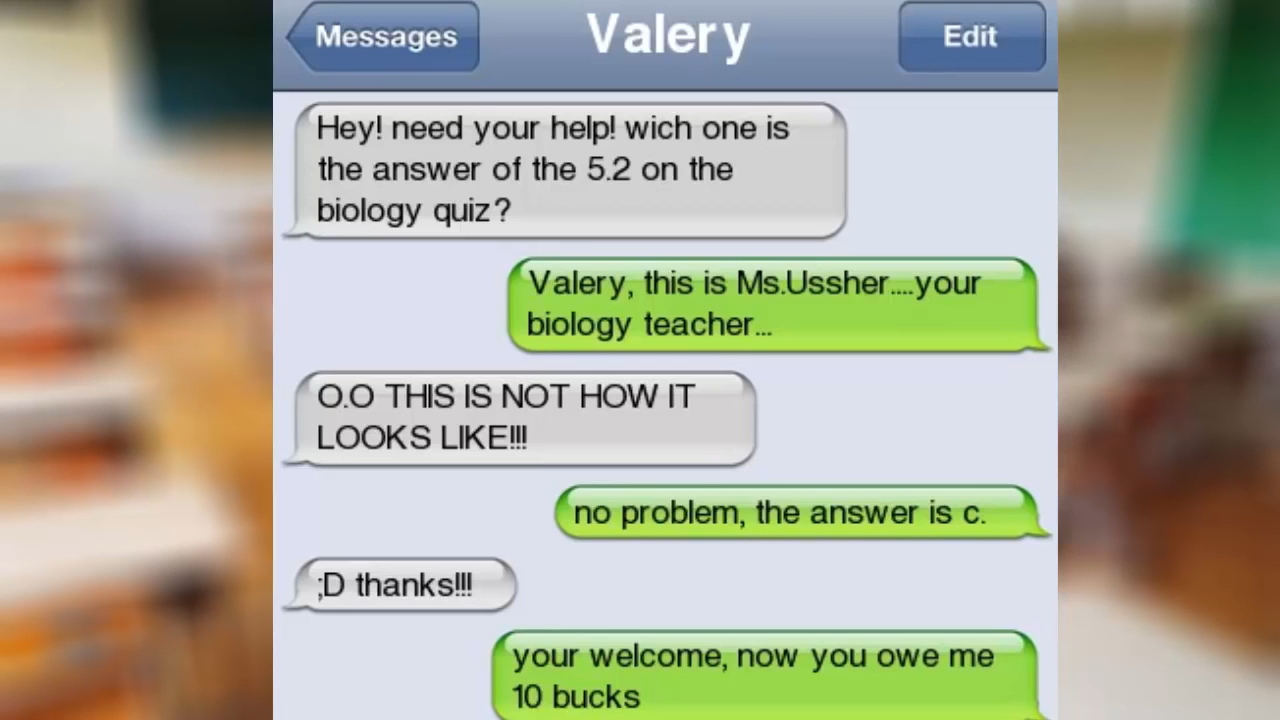 Messages
Valery
Edit
Hey! need your help! wich one is
the answer of the 5.2 on the
biology quiz?
Valery, this is Ms.Ussher....your
biology teacher...
O.O THIS IS NOT HOW IT
LOOKS LIKE!!!
no problem, the answer is c.
;D thanks!!!
your welcome, now you owe me
10 bucks